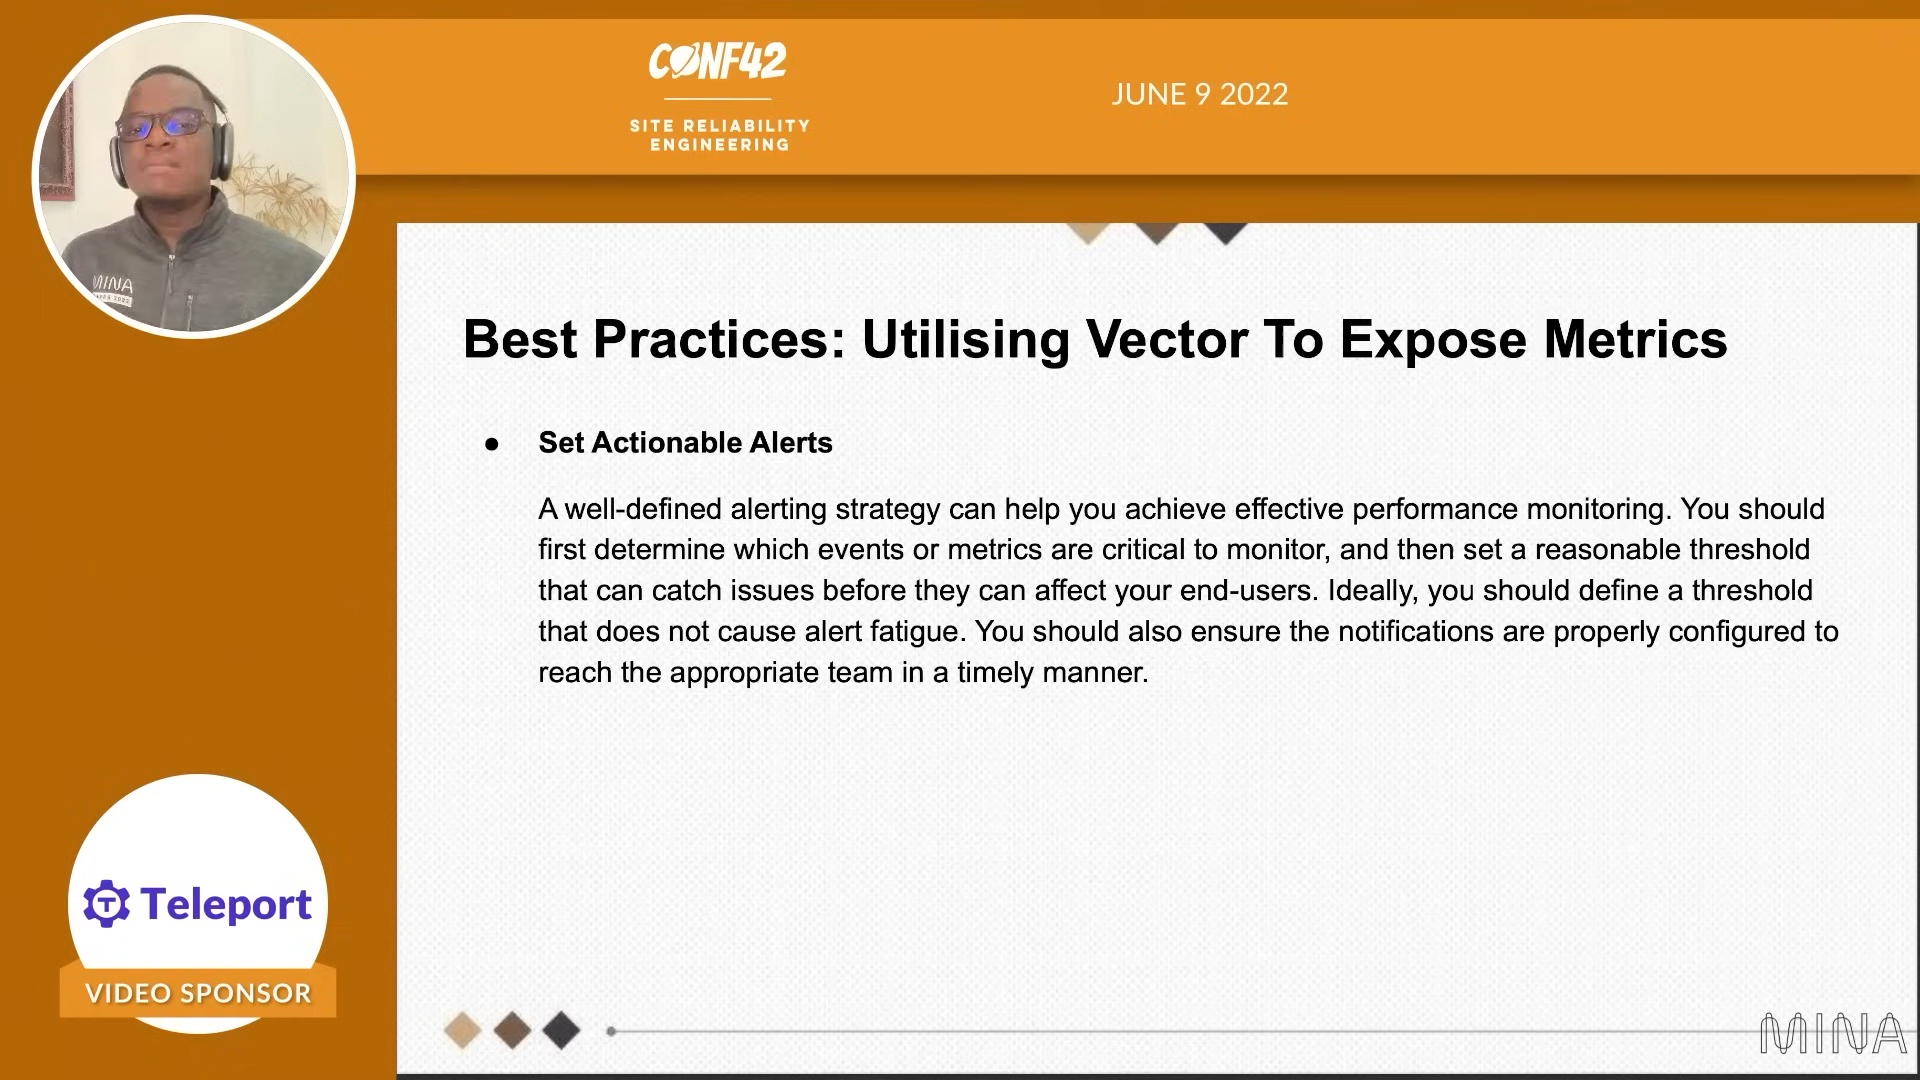 CONF42
SITE RELIABILITY
ENGINEERING
JUNE 9 2022
MINA
Best Practices: Utilising Vector To Expose Metrics
● Set Actionable Alerts
A well-defined alerting strategy can help you achieve effective performance monitoring. You should
first determine which events or metrics are critical to monitor, and then set a reasonable threshold
that can catch issues before they can affect your end-users. Ideally, you should define a threshold
that does not cause alert fatigue. You should also ensure the notifications are properly configured to
reach the appropriate team in a timely manner.
Teleport
VIDEO SPONSOR
MINA